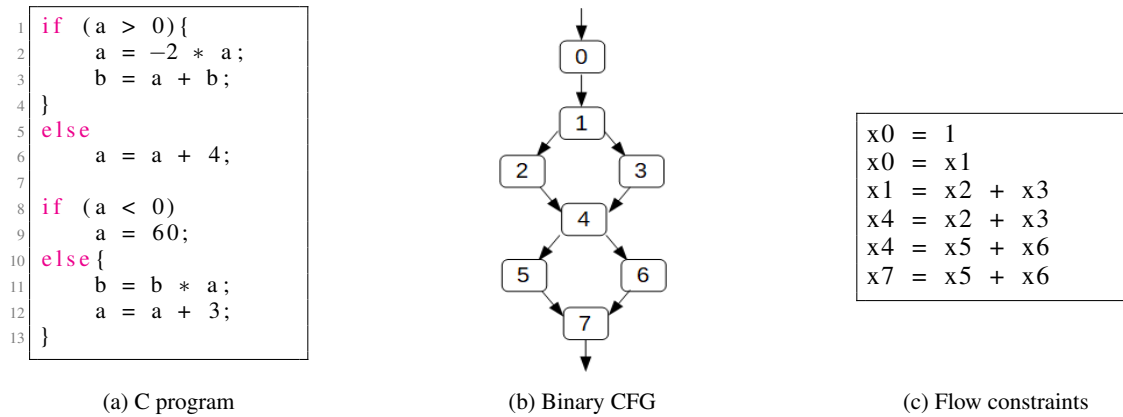 1 if (a > 0){
2 a = −2 * a;
3 b = a + b;
4 }
5 else
6 a = a + 4;
7
8 if (a < 0)
9 a = 60;
10 else{
11 b = b * a;
12 a = a + 3;
13 }
(a) C program
0
1
2 3
4
5 6
7
(b) Binary CFG
x0 = 1
x0 = x1
x1 = x2 + x3
x4 = x2 + x3
x4 = x5 + x6
x7 = x5 + x6
(c) Flow constraints